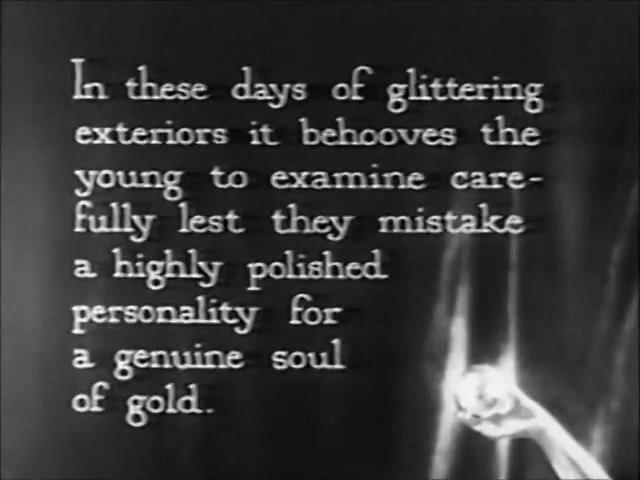 In these days of glittering
exteriors it behooves the
young to examine care-
fully lest they mistake
a highly polished
personality for
a genuine soul
of gold.